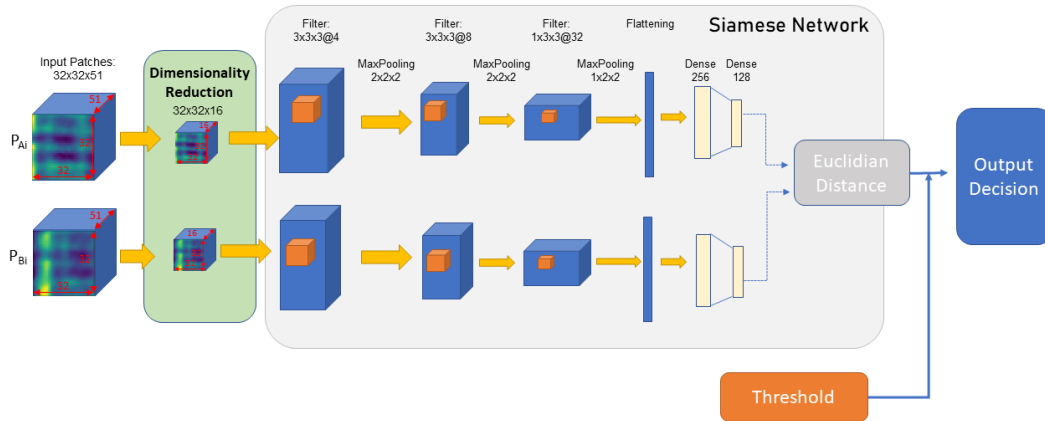 Siamese Network
Filter:
3x3x3@4
Filter:
3x3x3@8
Filter:
1x3x3@32
Flattening
Input Patches:
32x32x51
MaxPooling
2x2x2
MaxPooling
2x2x2
MaxPooling
1x2x2
Dense
256
Dense
128
Dimensionality
Reduction
32x32x16
51
32
32
16
P_Ai
Euclidian
Distance
Output
Decision
51
32
16
P_Bi
Threshold